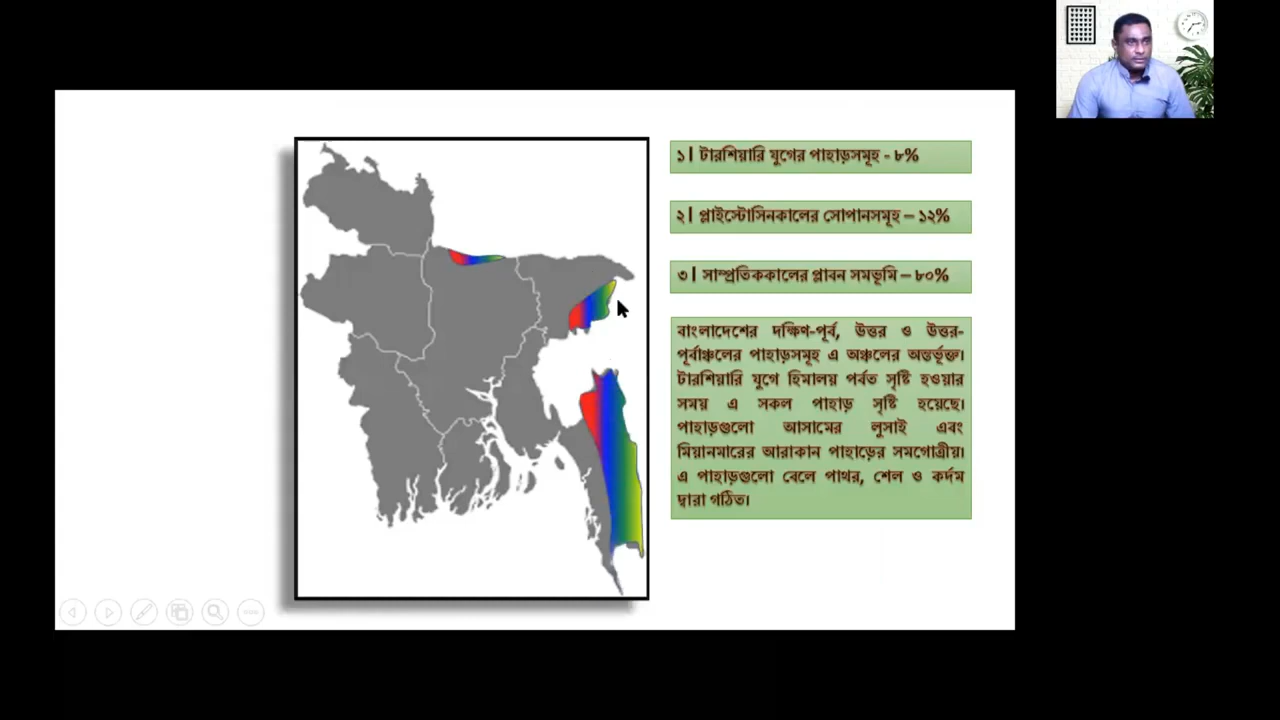 ১। টারশিয়ারি যুগের পাহাড়সমূহ - ৮%
২। প্লাইস্টোসিনকালের সোপানসমূহ – ১২%
৩। সাম্প্রতিককালের প্লাবন সমভূমি – ৮০%
বাংলাদেশের দক্ষিণ-পূর্ব, উত্তর ও উত্তর-
পূর্বাঞ্চলের পাহাড়সমূহ এ অঞ্চলের অন্তর্ভূক্ত।
টারশিয়ারি যুগে হিমালয় পর্বত সৃষ্টি হওয়ার
সময় এ সকল পাহাড় সৃষ্টি হয়েছে।
পাহাড়গুলো আসামের লুসাই এবং
মিয়ানমারের আরাকান পাহাড়ের সমগোত্রীয়।
এ পাহাড়গুলো বেলে পাথর, শেল ও কর্দম
দ্বারা গঠিত।